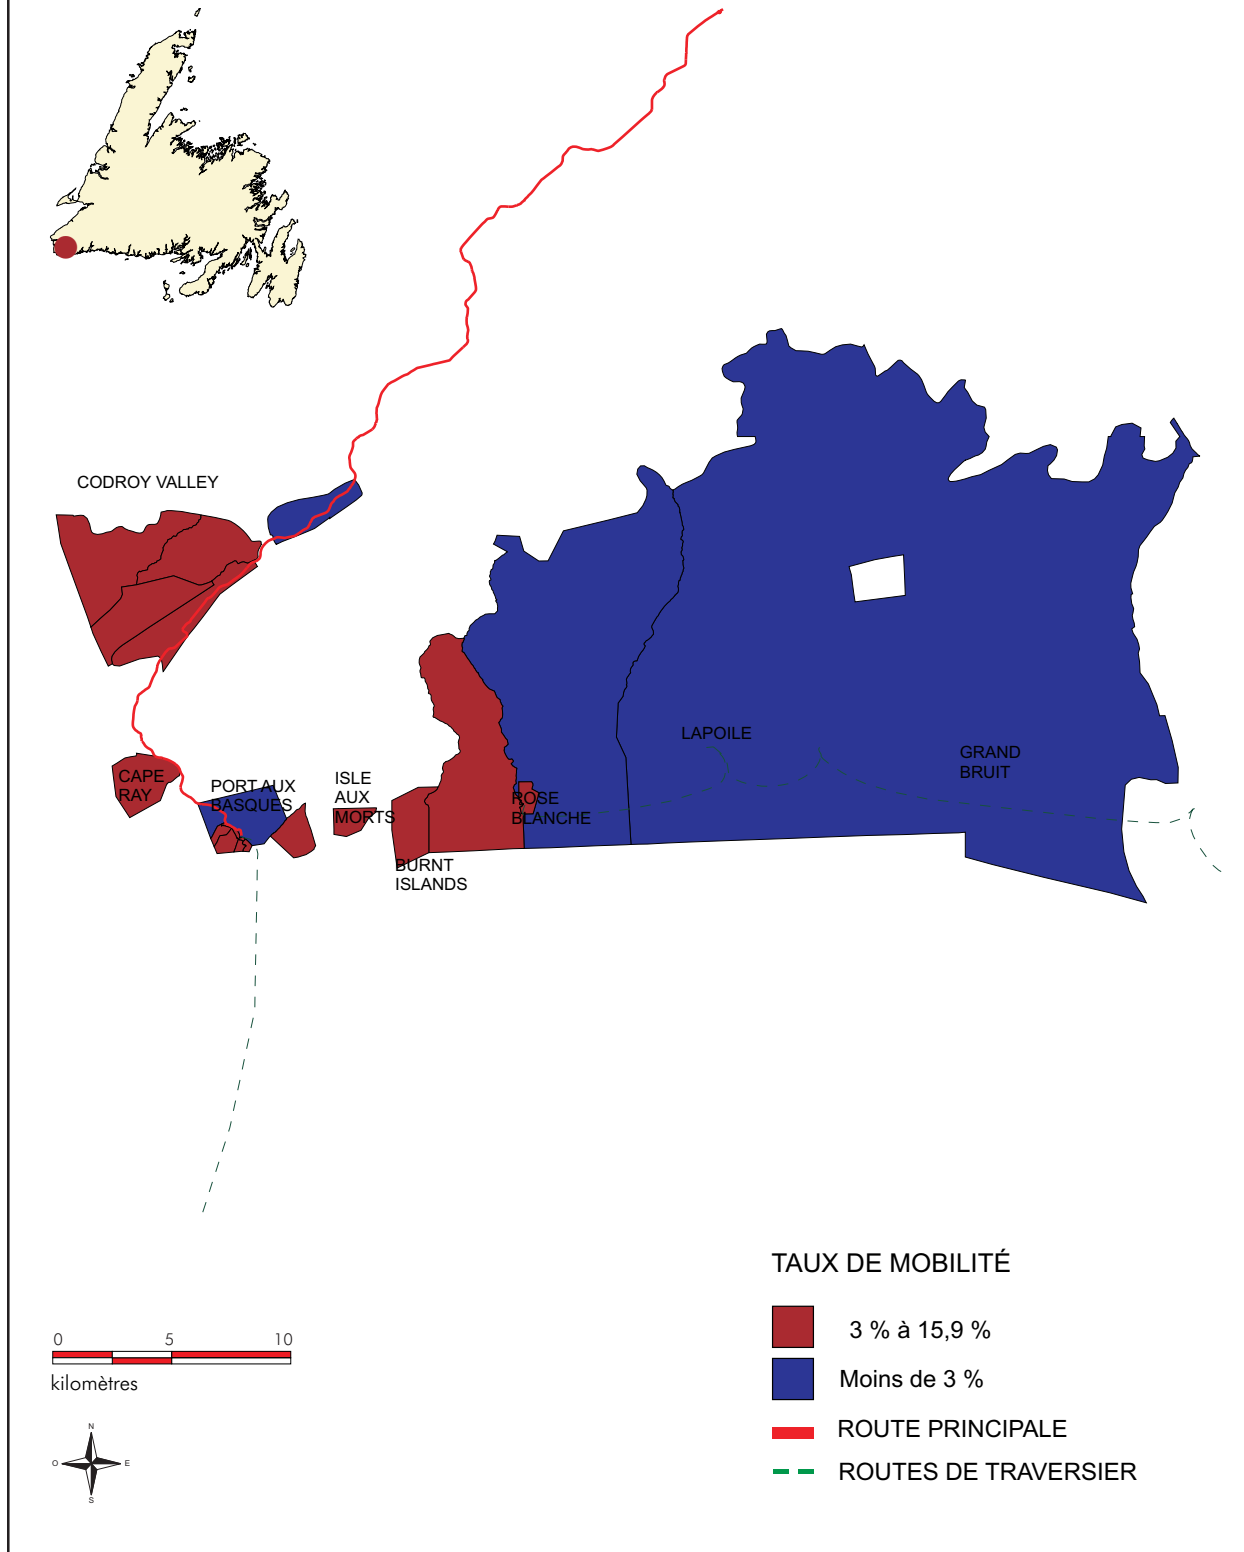 CODROY VALLEY
LAPOILE
GRAND
BRUIT
CAPE
RAY
PORT AUX
BASQUES
ISLE
AUX
MORTS
ROSE
BLANCHE
BURNT
ISLANDS
TAUX DE MOBILITÉ
3 % à 15,9 %
Moins de 3 %
ROUTE PRINCIPALE
ROUTES DE TRAVERSIER
0 5 10
kilomètres
N
O E
S